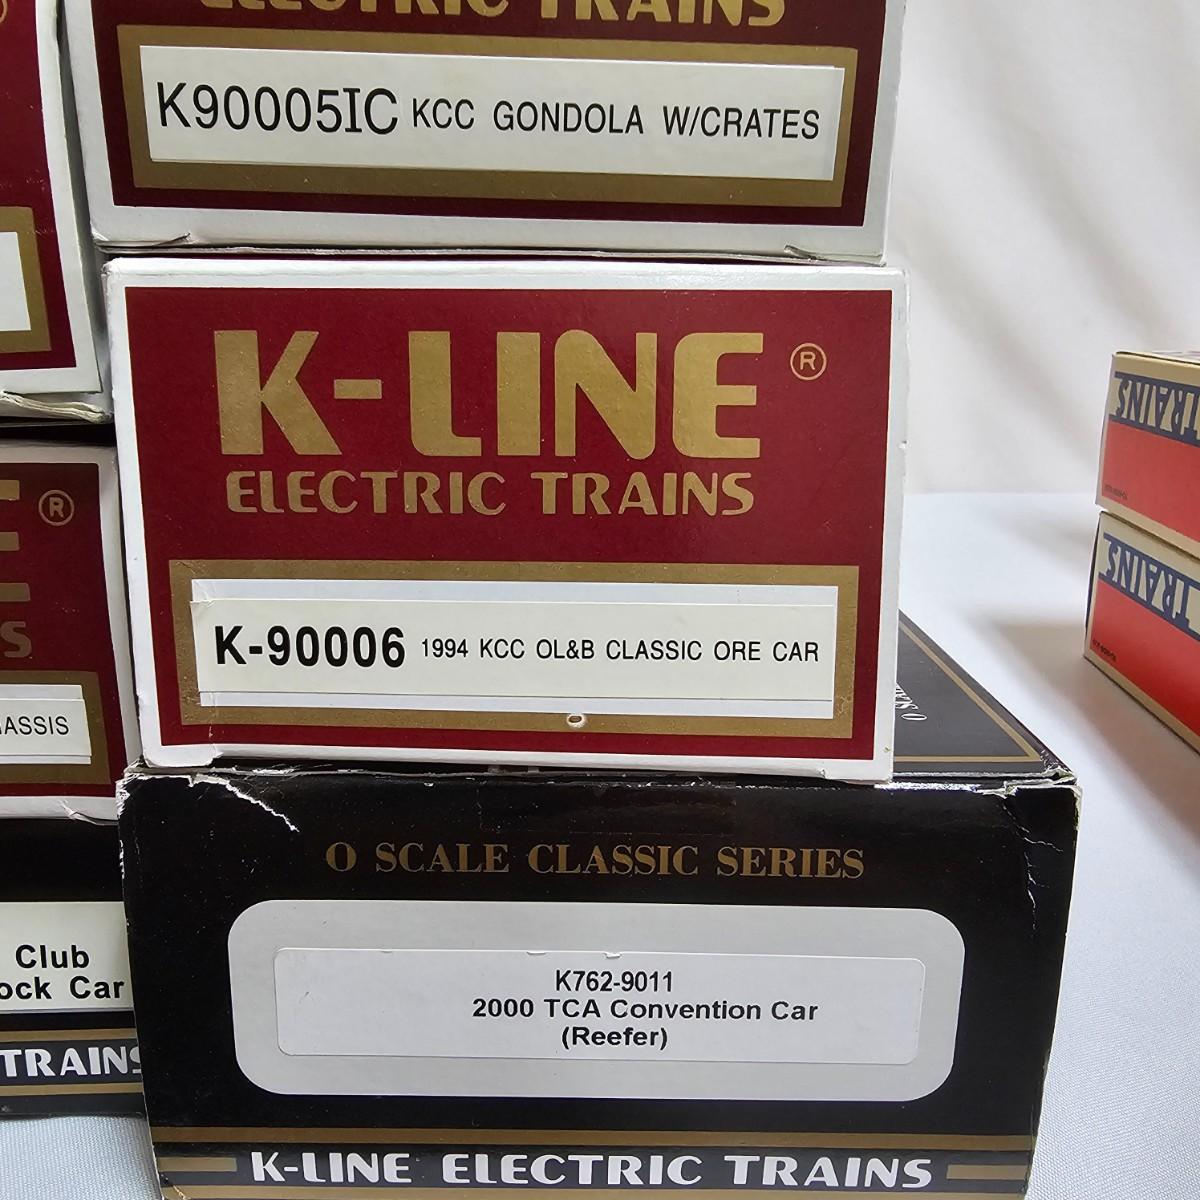 ELECTRIC TRAINS
K90005IC KCC GONDOLA W/CRATES
K-LINE ®
ELECTRIC TRAINS
K-90006 1994 KCC OL&B CLASSIC ORE CAR
O SCALE CLASSIC SERIES
K762-9011
2000 TCA Convention Car
(Reefer)
K-LINE ELECTRIC TRAINS
®
S
ASSIS
Club
ock Car
TRAINS
O SCA
TRAINS
TRAINS